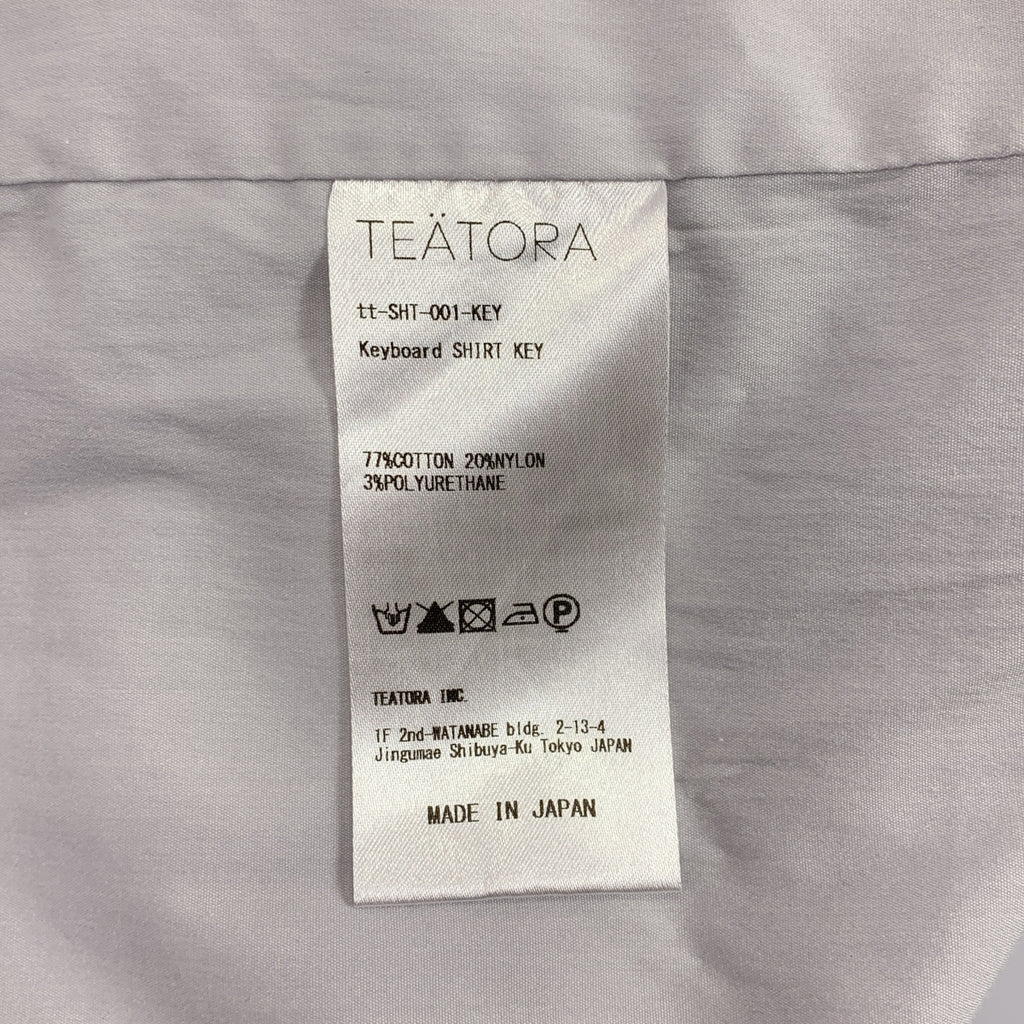 TEÄTORA
tt-SHT-001-KEY
Keyboard SHIRT KEY
77%COTTON 20%NYLON
3%POLYURETHANE
P
TEATORA INC.
1F 2nd-WATANABE bldg. 2-13-4
Jingumae Shibuya-Ku Tokyo JAPAN
MADE IN JAPAN